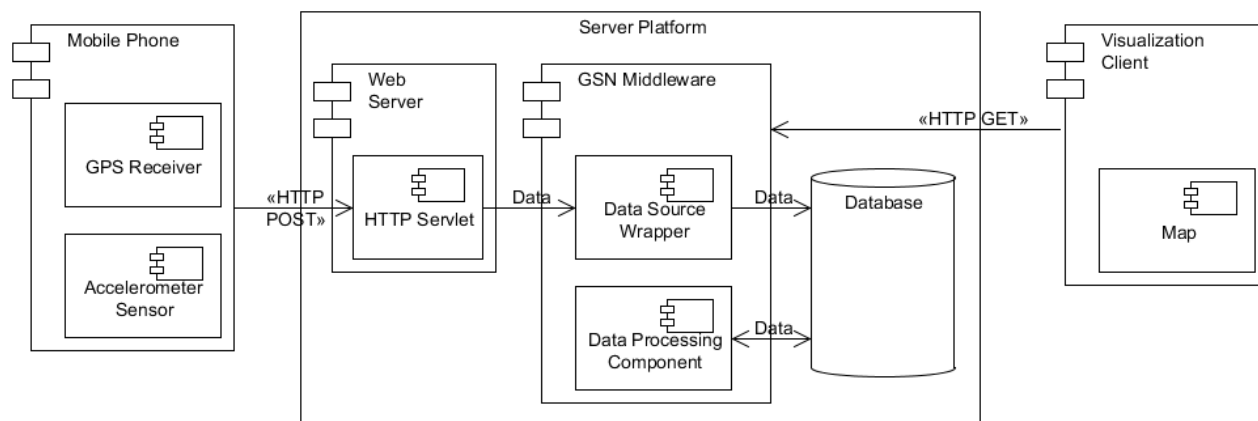 Mobile Phone
GPS Receiver
Accelerometer
Sensor
«HTTP
POST»
Server Platform
Web
Server
HTTP Servlet
Data
GSN Middleware
Data Source
Wrapper
Data
Data Processing
Component
Data
Database
«HTTP GET»
Visualization
Client
Map